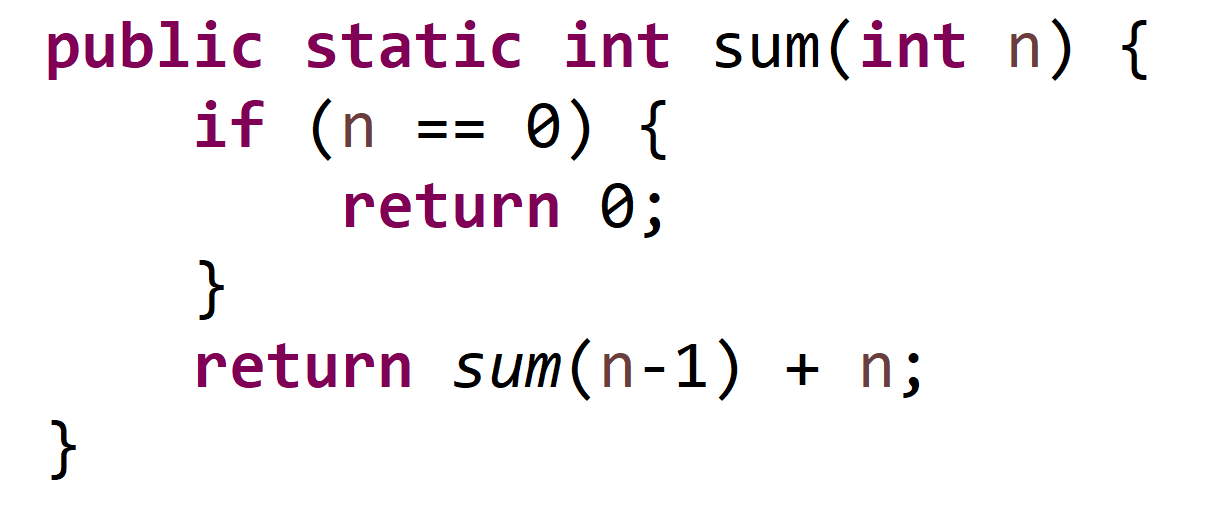 public static int sum(int n) {
    if (n == 0) {
        return 0;
    }
    return sum(n-1) + n;
}